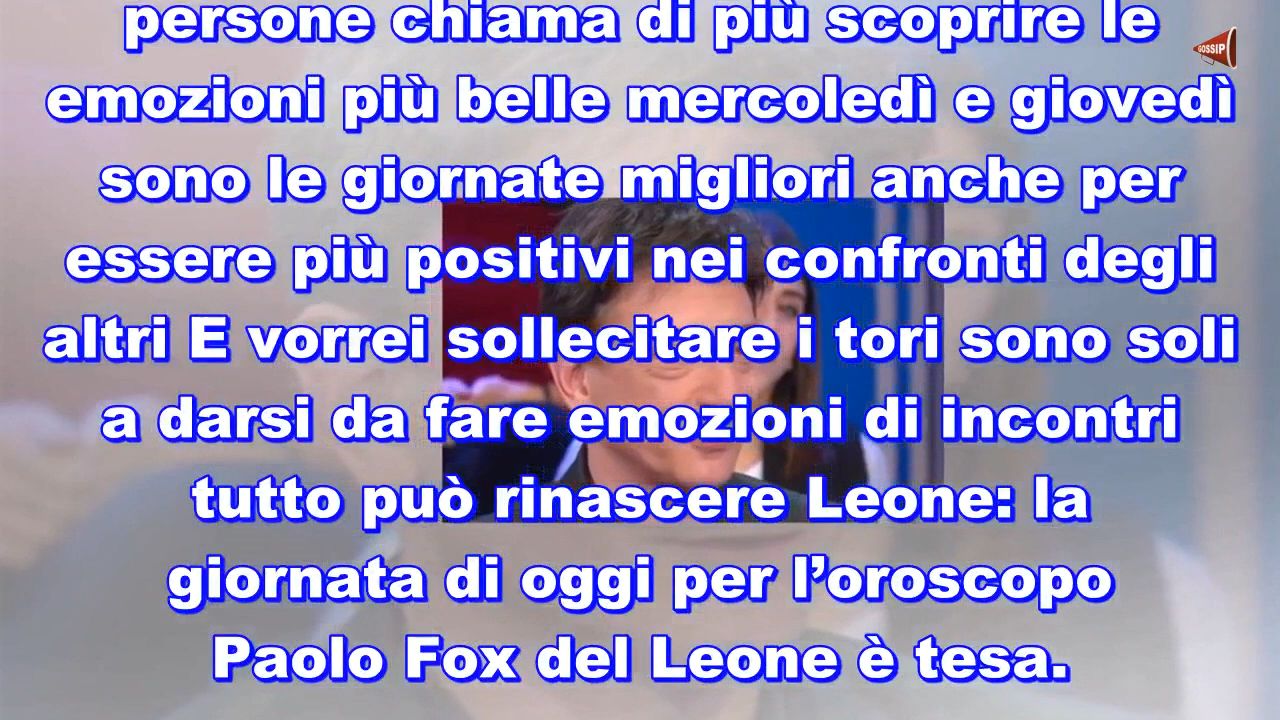 persone chiama di più scoprire le
emozioni più belle mercoledì e giovedì
sono le giornate migliori anche per
essere più positivi nei confronti degli
altri E vorrei sollecitare i tori sono soli
a darsi da fare emozioni di incontri
tutto può rinascere Leone: la
giornata di oggi per l’oroscopo
Paolo Fox del Leone è tesa.
GOSSIP